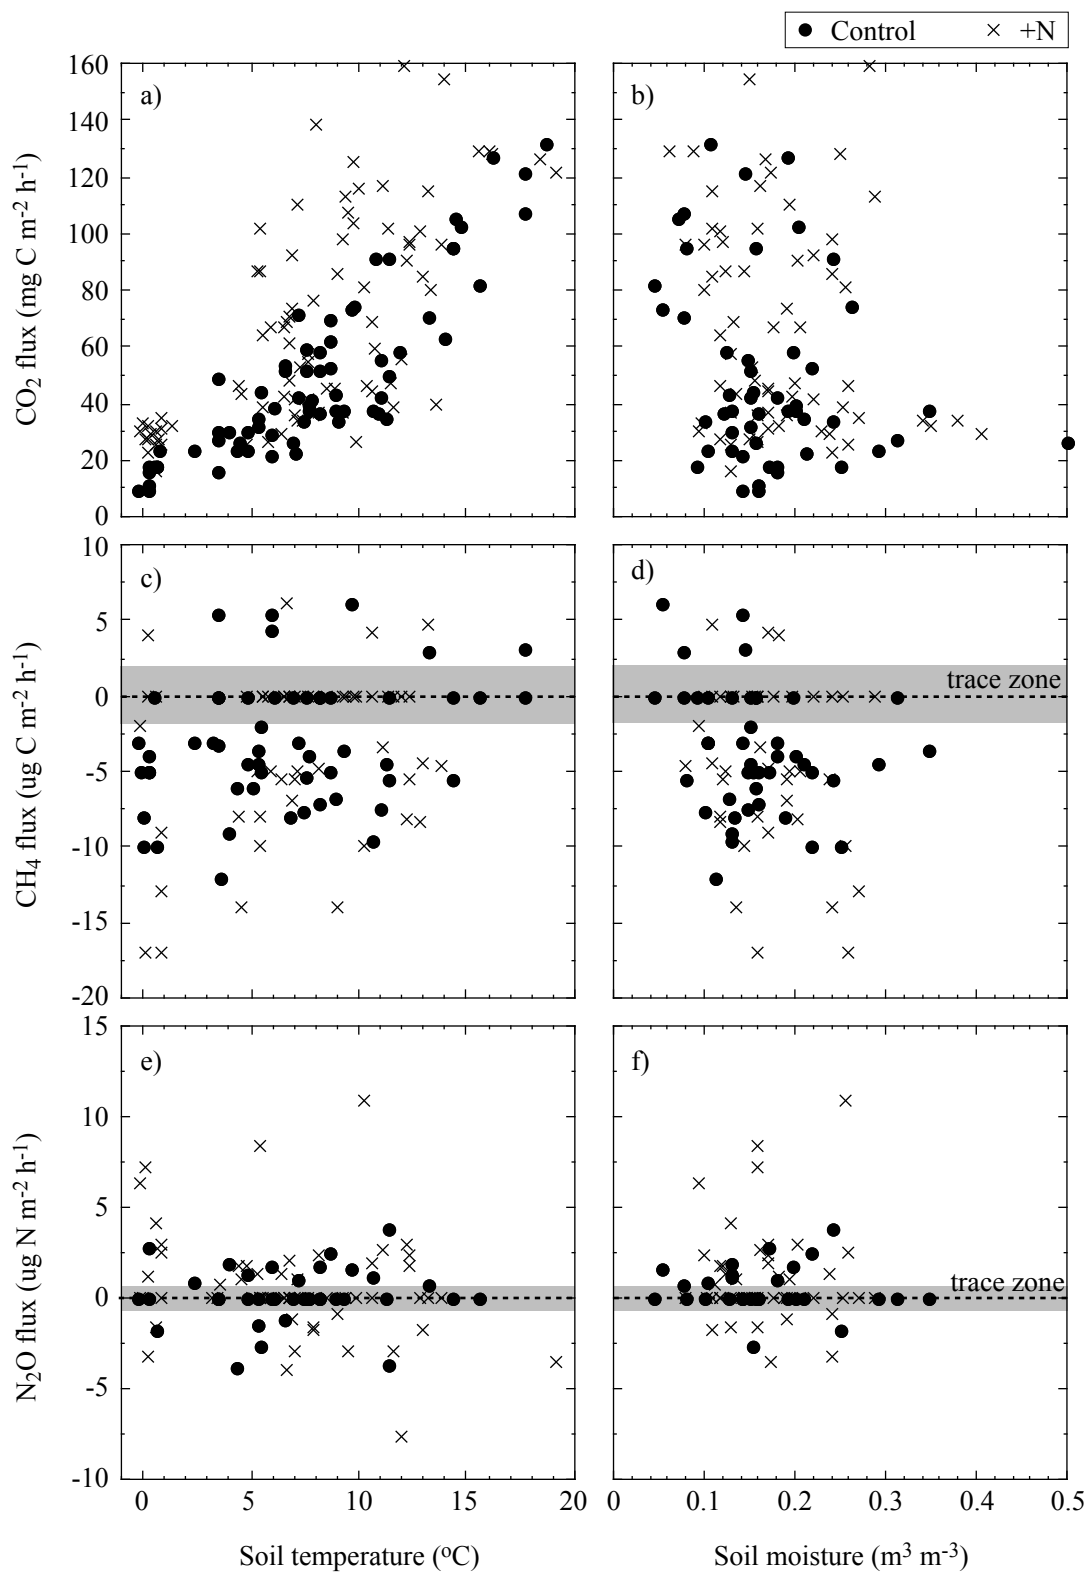 Control +N
a)
b)
160
140
120
100
80
60
40
20
0
CO₂ flux (mg C m⁻² h⁻¹)
c)
d)
10
5
0
-5
-10
-15
-20
CH₄ flux (ug C m⁻² h⁻¹)
trace zone
e)
f)
15
10
5
0
-5
-10
N₂O flux (ug N m⁻² h⁻¹)
trace zone
0 5 10 15 20
0 0.1 0.2 0.3 0.4 0.5
Soil temperature (ºC)
Soil moisture (m³ m⁻³)